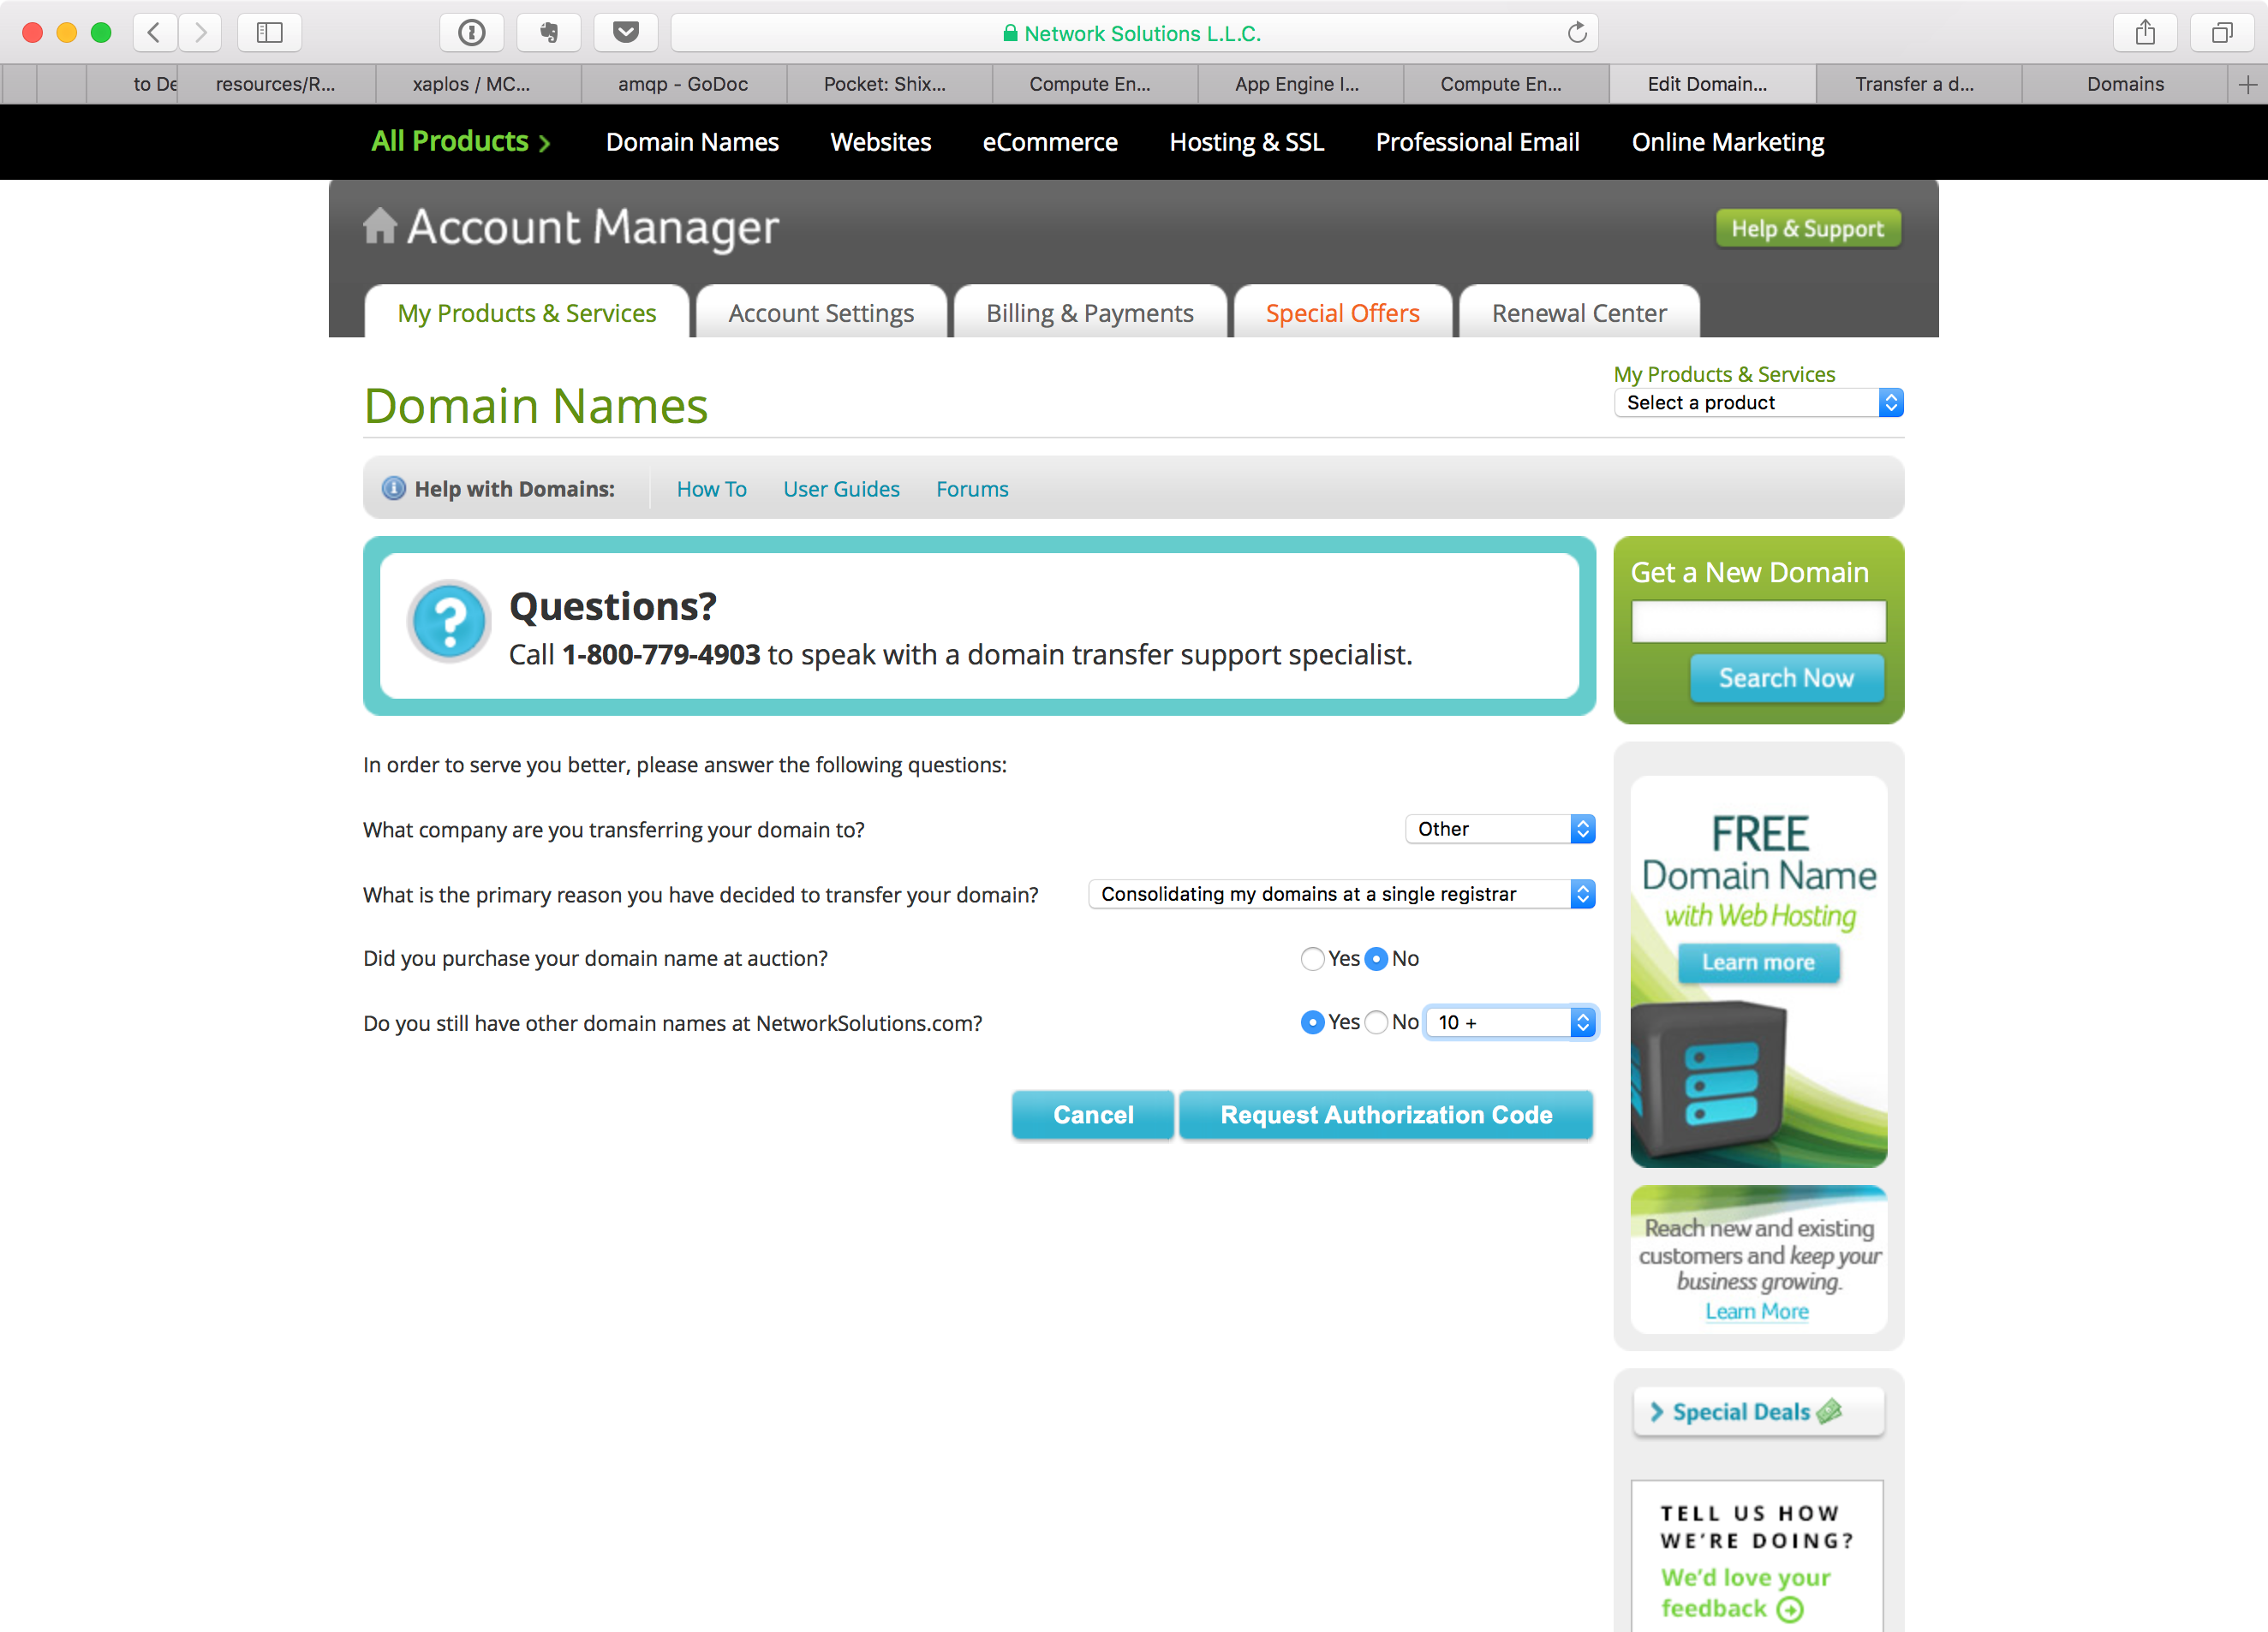 Network Solutions L.L.C.
to De
resources/R...
xaplos / MC...
amqp - GoDoc
Pocket: Shix...
Compute En...
App Engine I...
Compute En...
Edit Domain...
Transfer a d...
Domains
All Products
Domain Names
Websites
eCommerce
Hosting & SSL
Professional Email
Online Marketing
Account Manager
Help & Support
My Products & Services
Account Settings
Billing & Payments
Special Offers
Renewal Center
Domain Names
My Products & Services
Select a product
Help with Domains:
How To
User Guides
Forums
Questions?
Call 1-800-779-4903 to speak with a domain transfer support specialist.
In order to serve you better, please answer the following questions:
What company are you transferring your domain to?
Other
What is the primary reason you have decided to transfer your domain?
Consolidating my domains at a single registrar
Did you purchase your domain name at auction?
Yes No
Do you still have other domain names at NetworkSolutions.com?
Yes No 10 +
Cancel
Request Authorization Code
Get a New Domain
Search Now
FREE
Domain Name
with Web Hosting
Learn more
Reach new and existing
customers and keep your
business growing.
Learn More
Special Deals
TELL US HOW
WE'RE DOING?
We'd love your
feedback